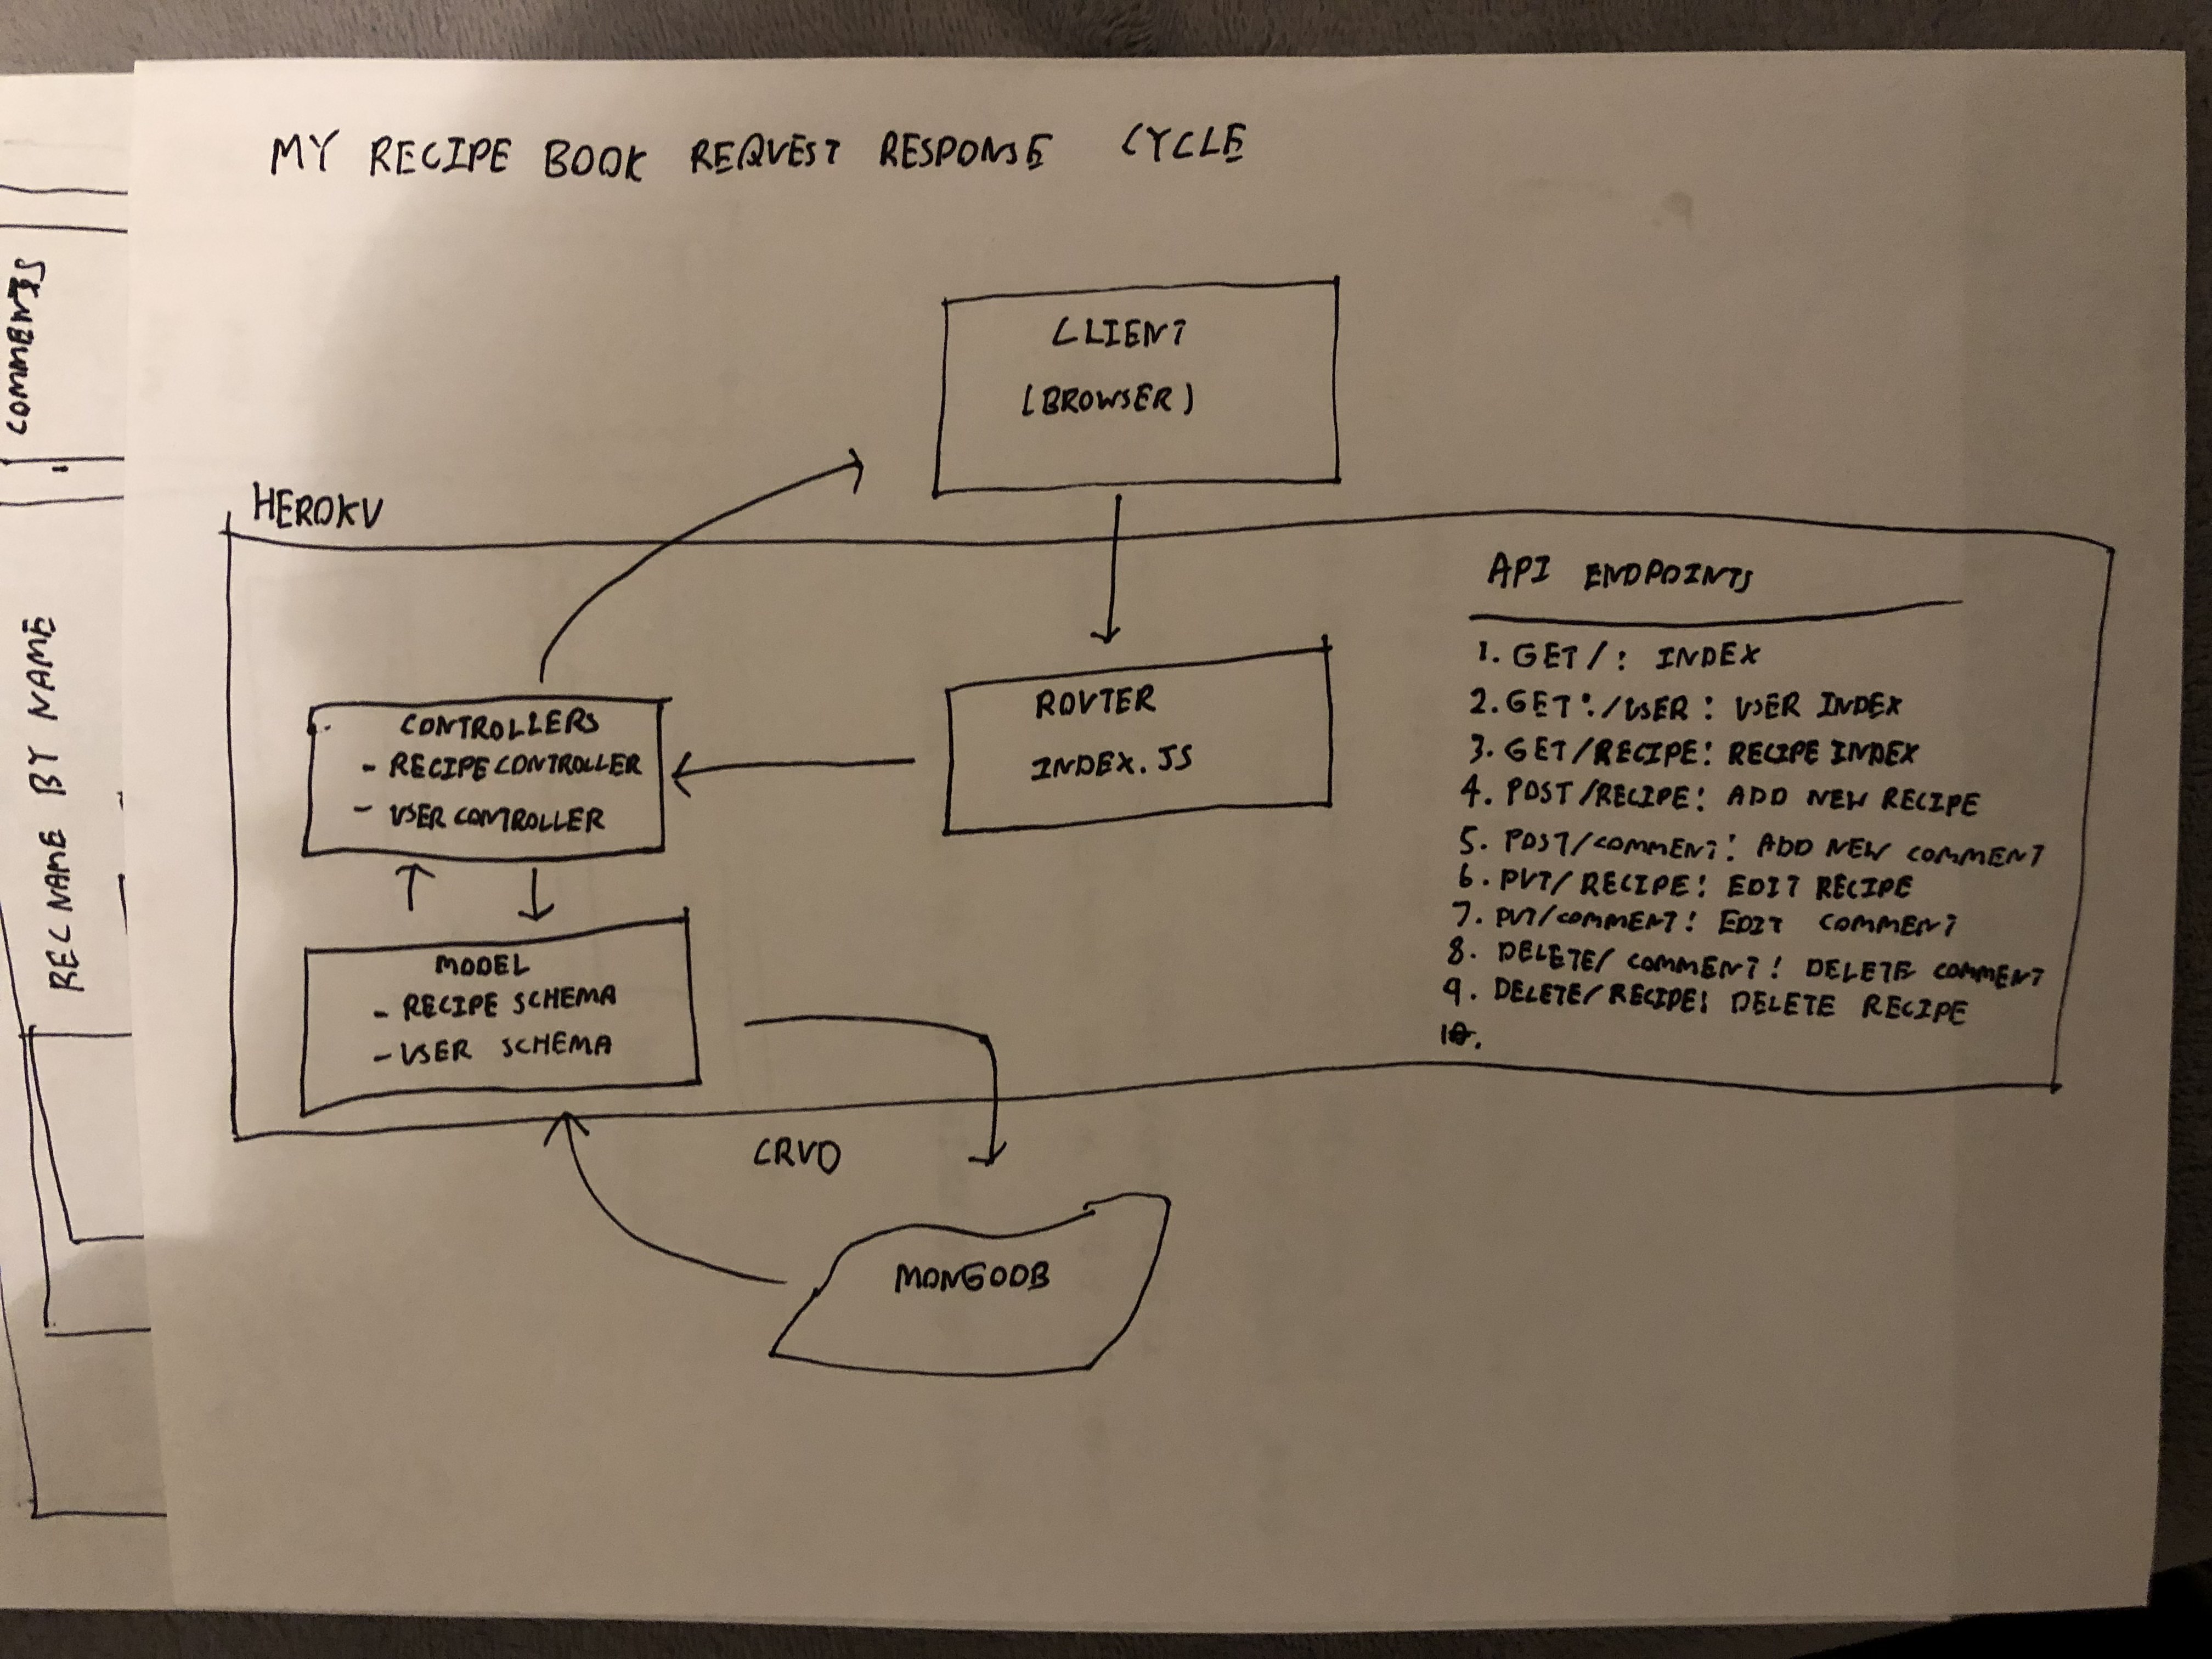 REC NAME BY NAME
COMMENTS
MY RECIPE BOOK REQUEST RESPONSE CYCLE
HEROKU
CLIENT
(BROWSER)
CONTROLLERS
- RECIPE CONTROLLER
- USER CONTROLLER
ROUTER
INDEX.JS
MODEL
- RECIPE SCHEMA
- USER SCHEMA
CRUD
MONGODB
API ENDPOINTS
1. GET/: INDEX
2. GET:/USER: USER INDEX
3. GET/RECIPE: RECIPE INDEX
4. POST/RECIPE: ADD NEW RECIPE
5. POST/COMMENT: ADD NEW COMMENT
6. PUT/RECIPE: EDIT RECIPE
7. PUT/COMMENT: EDIT COMMENT
8. DELETE/COMMENT: DELETE COMMENT
9. DELETE/RECIPE: DELETE RECIPE
10.